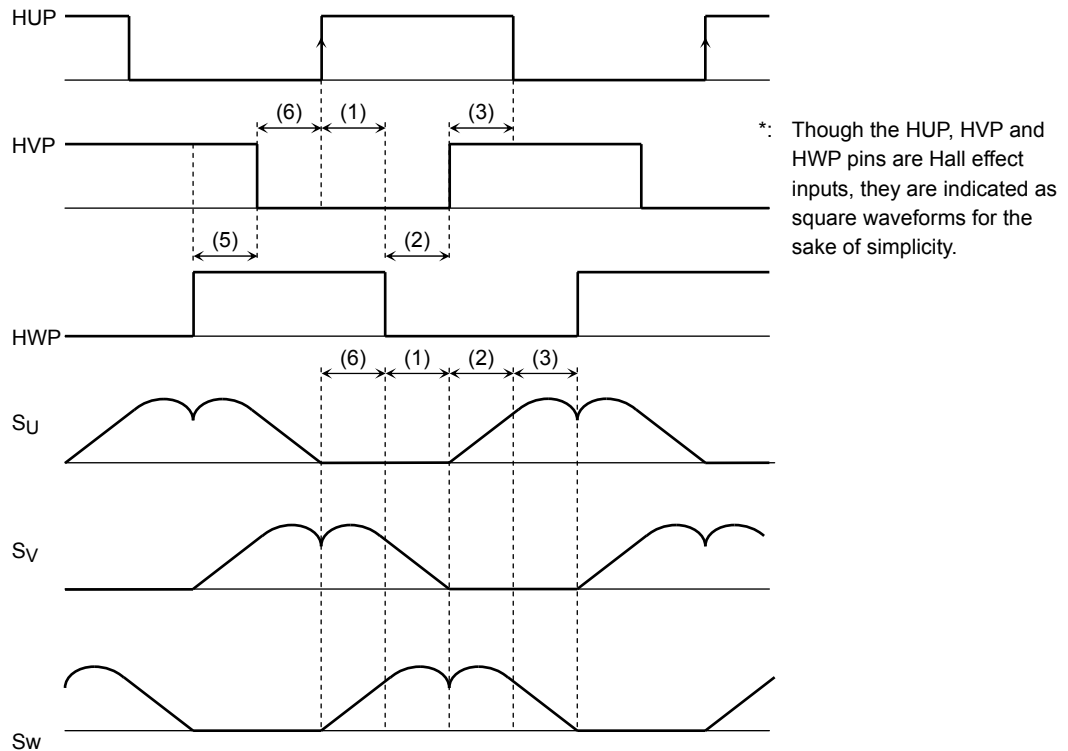 HUP
(6) (1) (3)
HVP
*: Though the HUP, HVP and
HWP pins are Hall effect
inputs, they are indicated as
square waveforms for the
sake of simplicity.
(5) (2)
HWP
(6) (1) (2) (3)
SU
SV
Sw